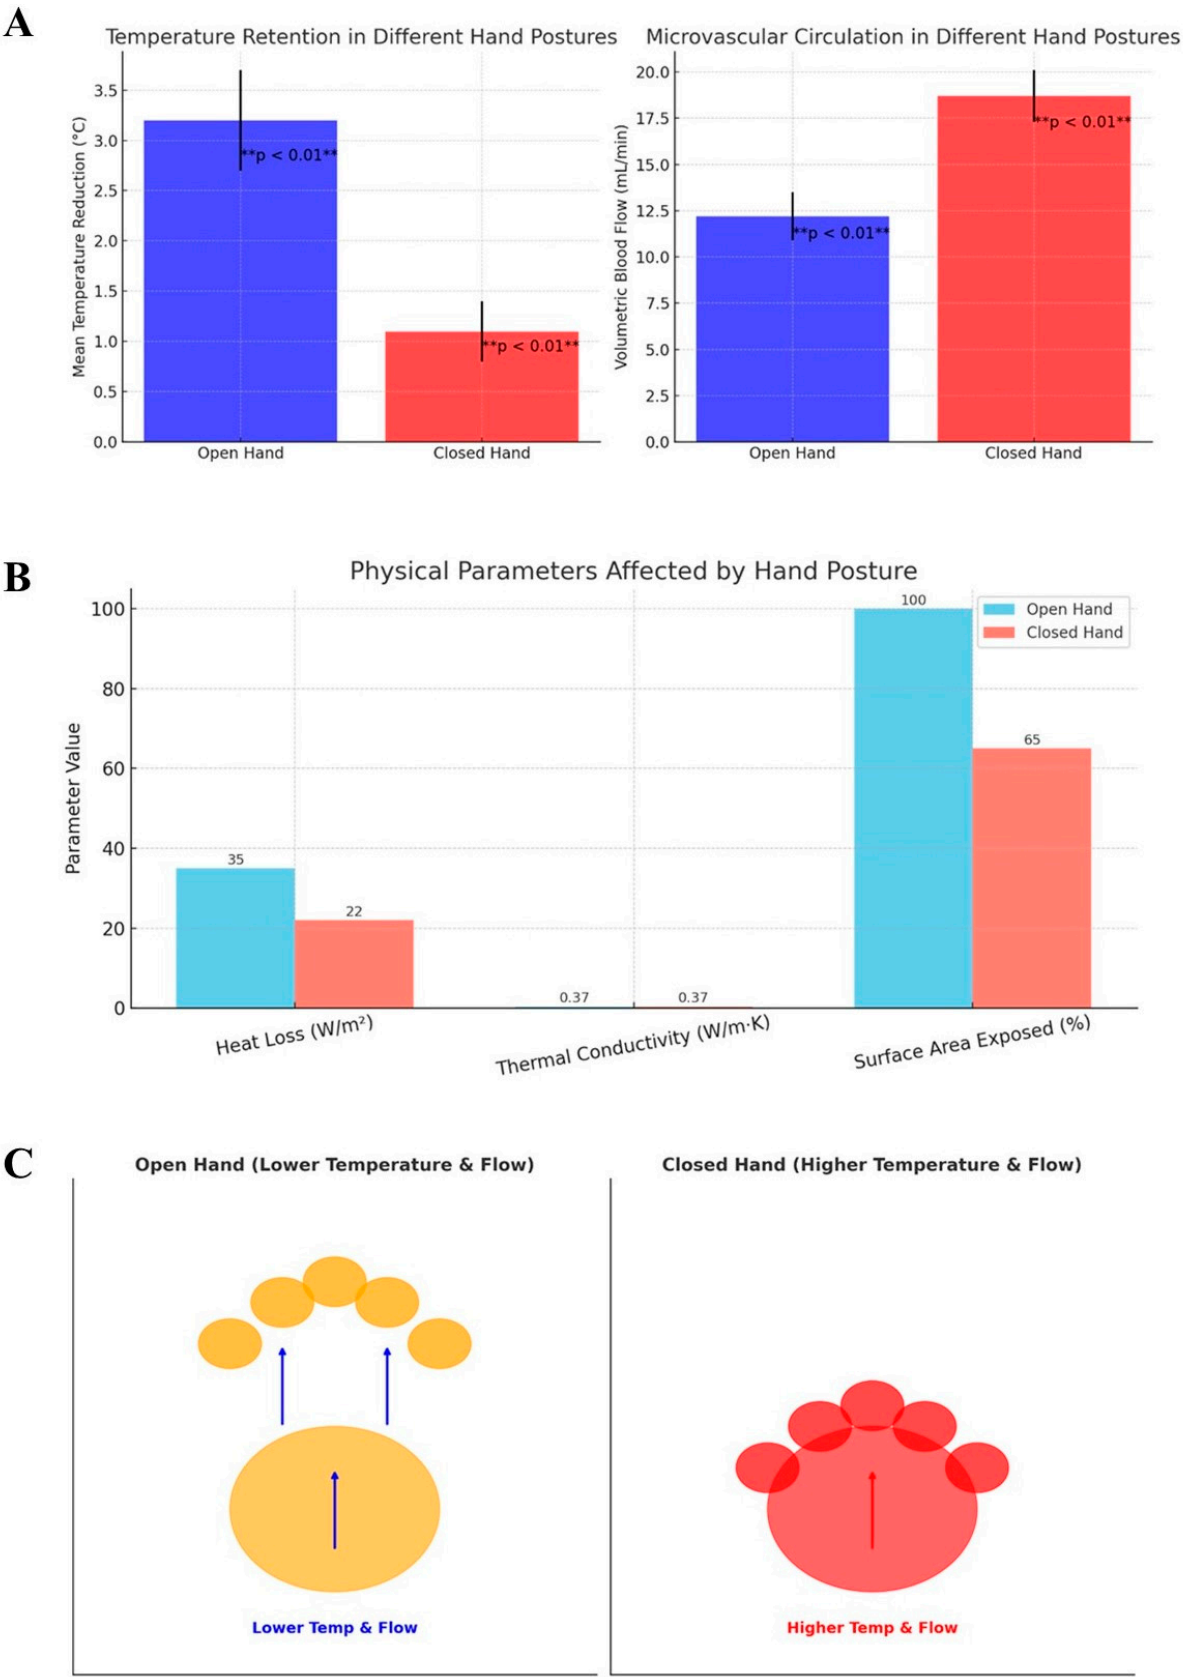 A
Temperature Retention in Different Hand Postures
Mean Temperature Reduction (°C)
3.5
3.0
2.5
2.0
1.5
1.0
0.5
0.0
**p < 0.01**
**p < 0.01**
Open Hand
Closed Hand
Microvascular Circulation in Different Hand Postures
Volumetric Blood Flow (mL/min)
20.0
17.5
15.0
12.5
10.0
7.5
5.0
2.5
0.0
**p < 0.01**
**p < 0.01**
Open Hand
Closed Hand
B
Physical Parameters Affected by Hand Posture
Parameter Value
100
80
60
40
20
0
35
22
0.37
0.37
100
65
Open Hand
Closed Hand
Heat Loss (W/m²)
Thermal Conductivity (W/m·K)
Surface Area Exposed (%)
C
Open Hand (Lower Temperature & Flow)
Lower Temp & Flow
Closed Hand (Higher Temperature & Flow)
Higher Temp & Flow